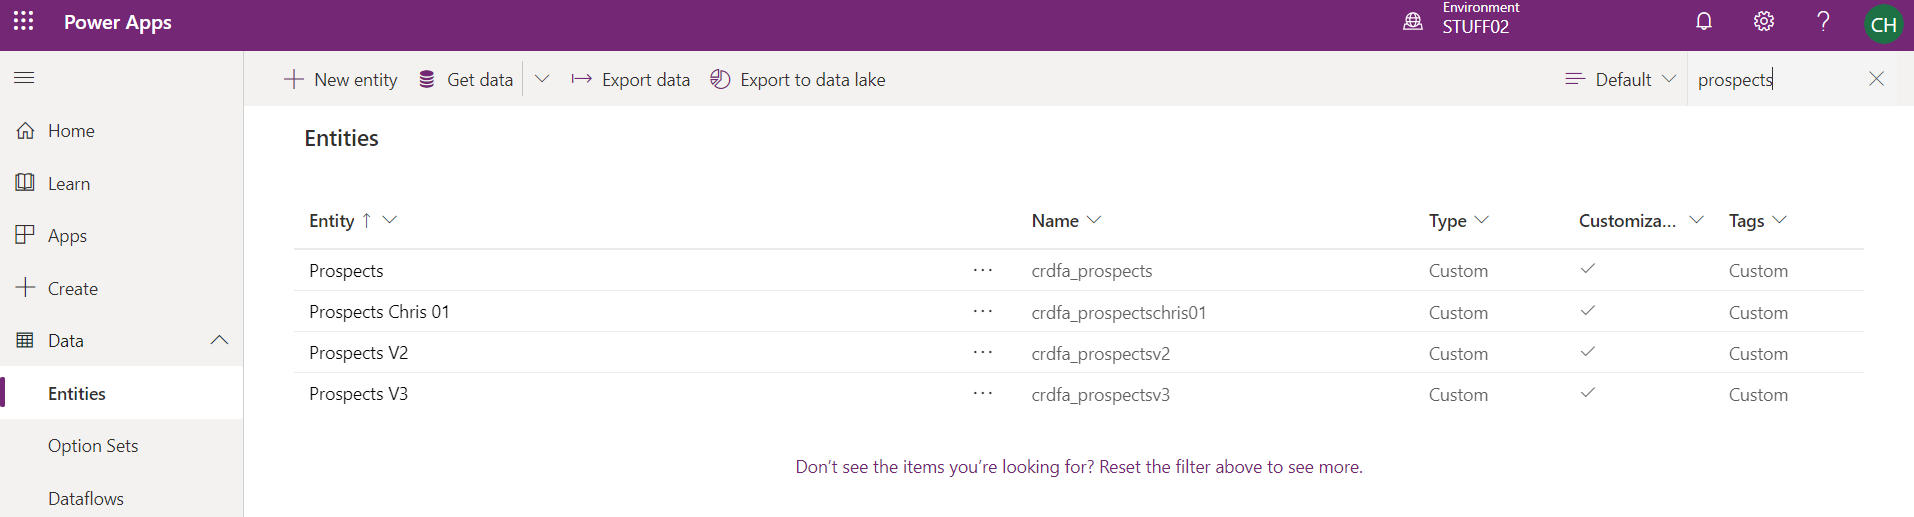 Power Apps
Environment
STUFF02
CH
New entity
Get data
Export data
Export to data lake
Default
prospects
Home
Learn
Apps
Create
Data
Entities
Option Sets
Dataflows
Entities
Entity Name Type Customiza... Tags
Prospects ... crdfa_prospects Custom Custom
Prospects Chris 01 ... crdfa_prospectschris01 Custom Custom
Prospects V2 ... crdfa_prospectsv2 Custom Custom
Prospects V3 ... crdfa_prospectsv3 Custom Custom
Don't see the items you're looking for? Reset the filter above to see more.